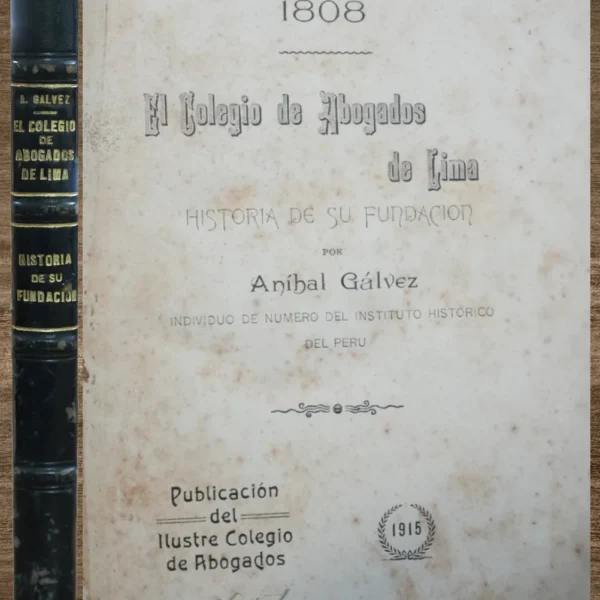 A. GALVEZ
EL COLEGIO
DE
ABOGADOS
DE LIMA
HISTORIA
DE SU
FUNDACIÓN
1808
El Colegio de Abogados
de Lima
HISTORIA DE SU FUNDACION
POR
Aníbal Gálvez
INDIVIDUO DE NUMERO DEL INSTITUTO HISTÓRICO
DEL PERU
Publicación
del
Ilustre Colegio
de Abogados
1915